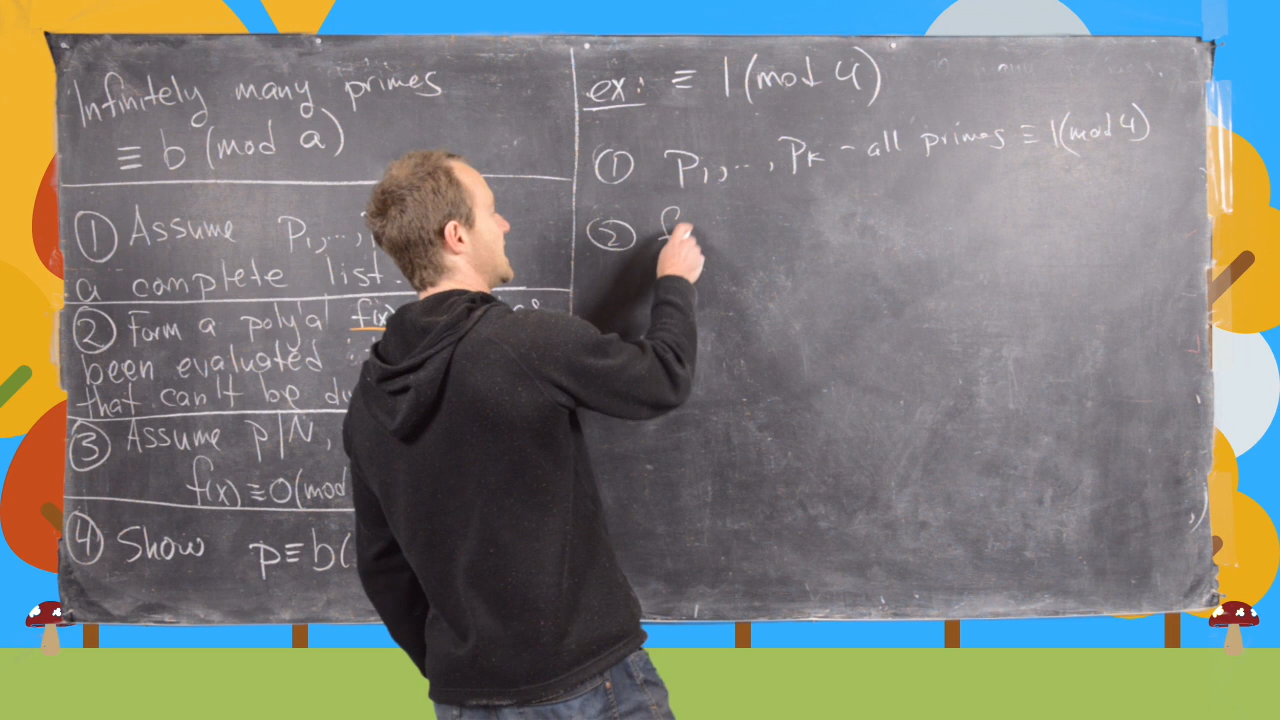 Infinitely many primes
≡ b (mod a)
① Assume P₁,...,
a complete list.
② Form a poly'l f(x)
been evaluated
that can't be
③ Assume p|N,
f(x) ≡ 0(mod
④ Show p≡b(
ex: ≡ 1(mod 4)
① P₁,..., Pₖ - all primes ≡ 1(mod 4)
② f